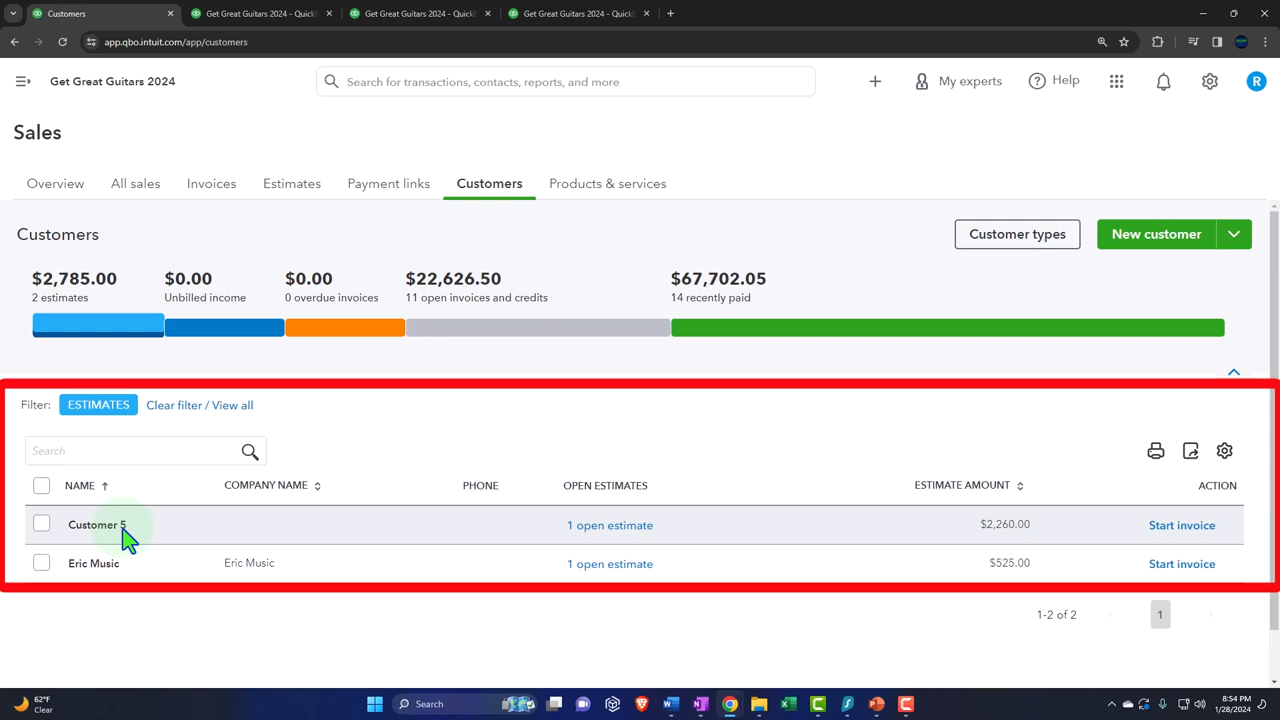 Customers
Get Great Guitars 2024 - Quick
Get Great Guitars 2024 - Quick
Get Great Guitars 2024 - Quick
app.qbo.intuit.com/app/customers
Get Great Guitars 2024
Search for transactions, contacts, reports, and more
My experts
Help
R
Sales
Overview
All sales
Invoices
Estimates
Payment links
Customers
Products & services
Customers
Customer types
New customer
$2,785.00
$0.00
$0.00
$22,626.50
$67,702.05
2 estimates
Unbilled income
0 overdue invoices
11 open invoices and credits
14 recently paid
Filter: ESTIMATES Clear filter / View all
Search
NAME COMPANY NAME PHONE OPEN ESTIMATES ESTIMATE AMOUNT ACTION
Customer 5 1 open estimate $2,260.00 Start invoice
Eric Music Eric Music 1 open estimate $525.00 Start invoice
1-2 of 2 1
62°F
Clear
Search
8:54 PM
1/28/2024